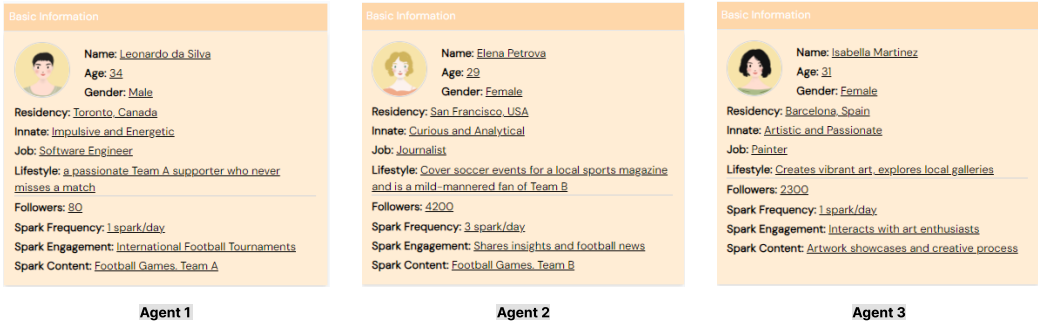 Basic Information
Name: Leonardo da Silva
Age: 34
Gender: Male
Residency: Toronto, Canada
Innate: Impulsive and Energetic
Job: Software Engineer
Lifestyle: a passionate Team A supporter who never
misses a match
Followers: 80
Spark Frequency: 1 spark/day
Spark Engagement: International Football Tournaments
Spark Content: Football Games. Team A
Agent 1
Basic Information
Name: Elena Petrova
Age: 29
Gender: Female
Residency: San Francisco, USA
Innate: Curious and Analytical
Job: Journalist
Lifestyle: Cover soccer events for a local sports magazine
and is a mild-mannered fan of Team B
Followers: 4200
Spark Frequency: 3 spark/day
Spark Engagement: Shares insights and football news
Spark Content: Football Games. Team B
Agent 2
Basic Information
Name: Isabella Martinez
Age: 31
Gender: Female
Residency: Barcelona, Spain
Innate: Artistic and Passionate
Job: Painter
Lifestyle: Creates vibrant art, explores local galleries
Followers: 2300
Spark Frequency: 1 spark/day
Spark Engagement: Interacts with art enthusiasts
Spark Content: Artwork showcases and creative process
Agent 3